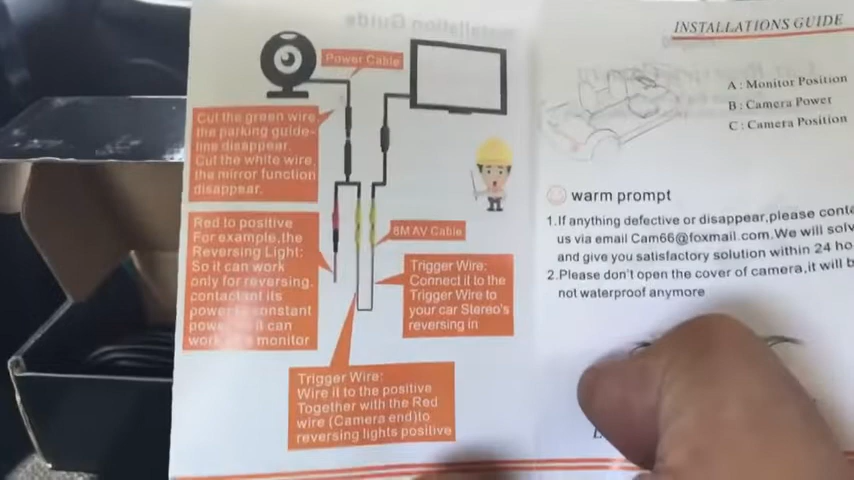 INSTALLATIONS GUIDE
Power Cable
Cut the green wire,
the parking guide-
line disappear.
Cut the white wire,
the mirror function
disappear.
Red to positive
For example,the
Reversing Light:
So it can work
only for reversing.
contact its
power constant
it can
work monitor
6M AV Cable
Trigger Wire:
Connect it to the
Trigger Wire to
your car Stereo's
reversing in
Trigger Wire:
Wire it to the positive
Together with the Red
wire (Camera end)to
reversing lights positive
A : Monitor Position
B : Camera Power
C : Camera Position
warm prompt
1.If anything defective or disappear,please
us via email Cam66@foxmail.com.We will
and give you satisfactory solution within 24
2.Please don't open the cover of camera,it will
not waterproof anymore